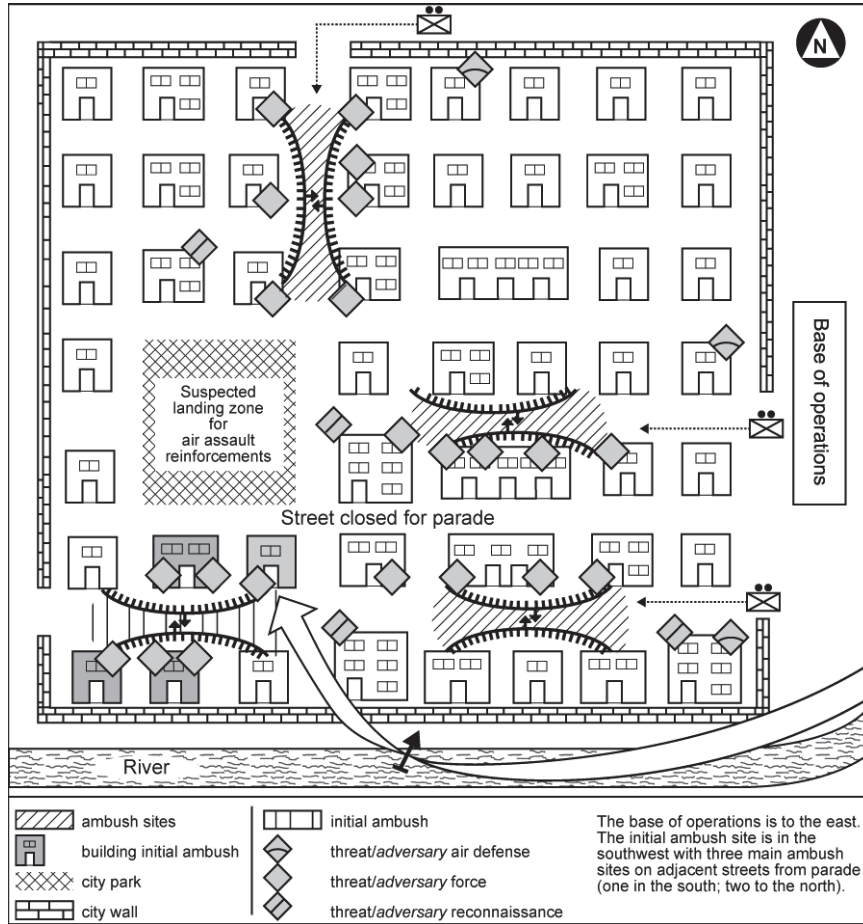 N
Base of operations
Suspected
landing zone
for
air assault
reinforcements
Street closed for parade
River
ambush sites
building initial ambush
city park
city wall
initial ambush
threat/adversary air defense
threat/adversary force
threat/adversary reconnaissance
The base of operations is to the east.
The initial ambush site is in the
southwest with three main ambush
sites on adjacent streets from parade
(one in the south; two to the north).